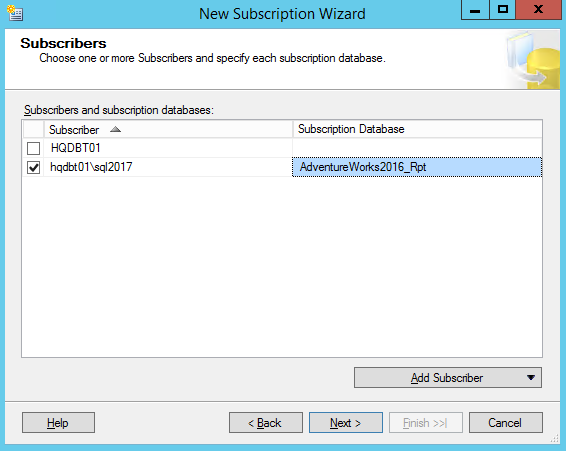 New Subscription Wizard
Subscribers
Choose one or more Subscribers and specify each subscription database.
Subscribers and subscription databases:
Subscriber Subscription Database
HQDBT01
hqdbt01\sql2017 AdventureWorks2016_Rpt
Add Subscriber
Help < Back Next > Finish >>| Cancel